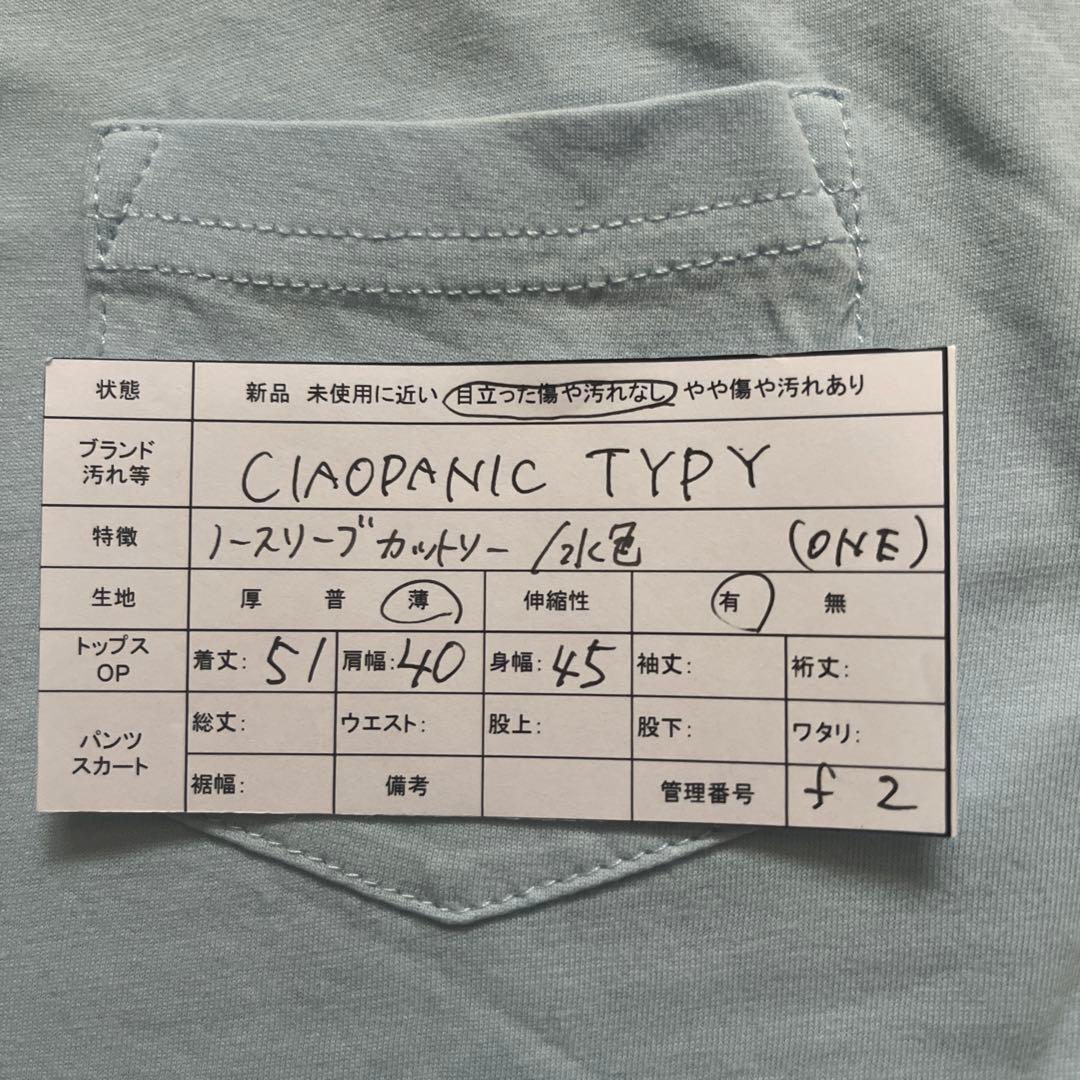 状態 新品 未使用に近い 目立った傷や汚れなし やや傷や汚れあり
ブランド
汚れ等 CIAOPANIC TYPY
特徴 ノースリーブカットソー/水色 (ONE)
生地 厚 普 薄 伸縮性 有 無
トップス
OP 着丈: 51 肩幅: 40 身幅: 45 袖丈: 裄丈:
パンツ
スカート 総丈: ウエスト: 股上: 股下: ワタリ:
裾幅: 備考 管理番号 f 2